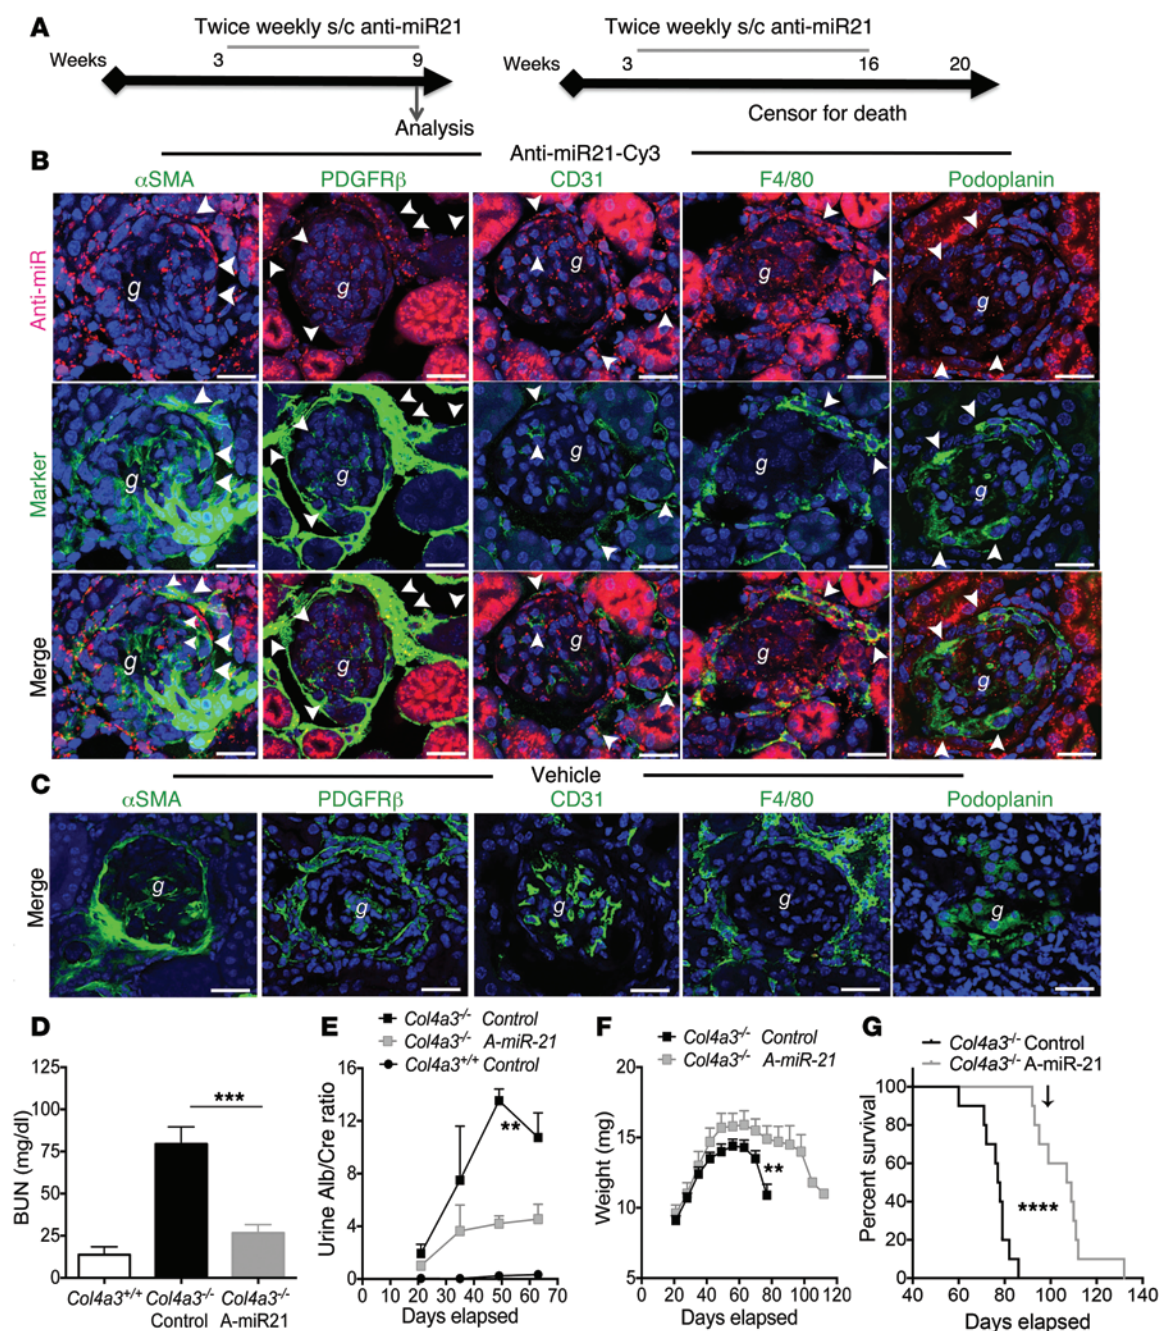 A
Twice weekly s/c anti-miR21
Weeks 3 9
Analysis
Twice weekly s/c anti-miR21
Weeks 3 16 20
Censor for death
B
Anti-miR21-Cy3
αSMA PDGFRβ CD31 F4/80 Podoplanin
Anti-miR
g g g g g
Marker
g g g g g
Merge
g g g g g
C
Vehicle
αSMA PDGFRβ CD31 F4/80 Podoplanin
Merge
g g g g g
D
BUN (mg/dl)
125
100
75
50
25
0
***
Col4a3+/+ Col4a3-/- Control Col4a3-/- A-miR21
E
Col4a3-/- Control
Col4a3-/- A-miR-21
Col4a3+/+ Control
Urine Alb/Cre ratio
16
12
8
4
0
**
0 10 20 30 40 50 60 70
Days elapsed
F
Col4a3-/- Control
Col4a3-/- A-miR-21
Weight (mg)
20
15
10
5
**
0 20 40 60 80 100 120
Days elapsed
G
Col4a3-/- Control
Col4a3-/- A-miR-21
Percent survival
100
80
60
40
20
0
****
40 60 80 100 120 140
Days elapsed